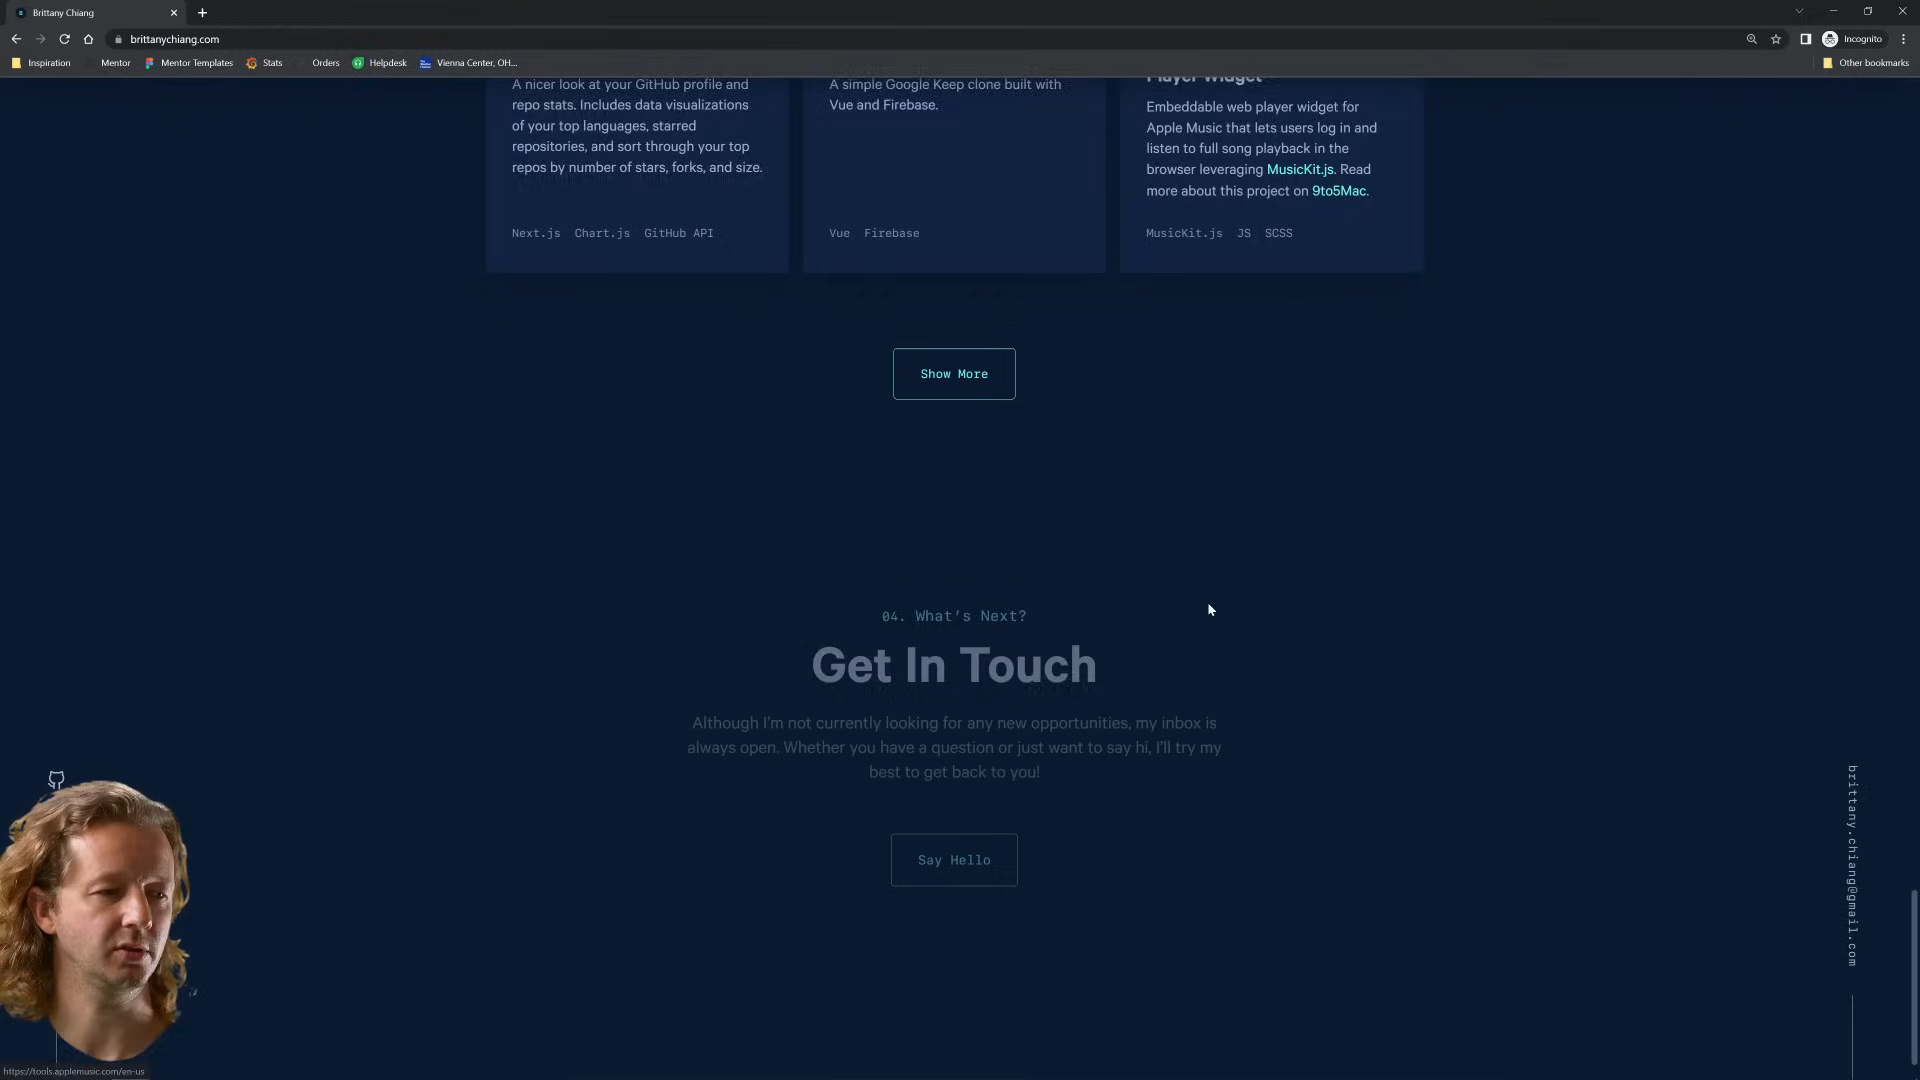 Brittany Chiang
brittanychiang.com
Incognito
Inspiration
Mentor
Mentor Templates
Stats
Orders
Helpdesk
Vienna Center, OH...
Other bookmarks
A nicer look at your GitHub profile and
repo stats. Includes data visualizations
of your top languages, starred
repositories, and sort through your top
repos by number of stars, forks, and size.
Next.js Chart.js GitHub API
A simple Google Keep clone built with
Vue and Firebase.
Vue Firebase
Player Widget
Embeddable web player widget for
Apple Music that lets users log in and
listen to full song playback in the
browser leveraging MusicKit.js. Read
more about this project on 9to5Mac.
MusicKit.js JS SCSS
Show More
04. What's Next?
Get In Touch
Although I'm not currently looking for any new opportunities, my inbox is
always open. Whether you have a question or just want to say hi, I'll try my
best to get back to you!
Say Hello
brittany.chiang@gmail.com
https://tools.applemusic.com/en-us